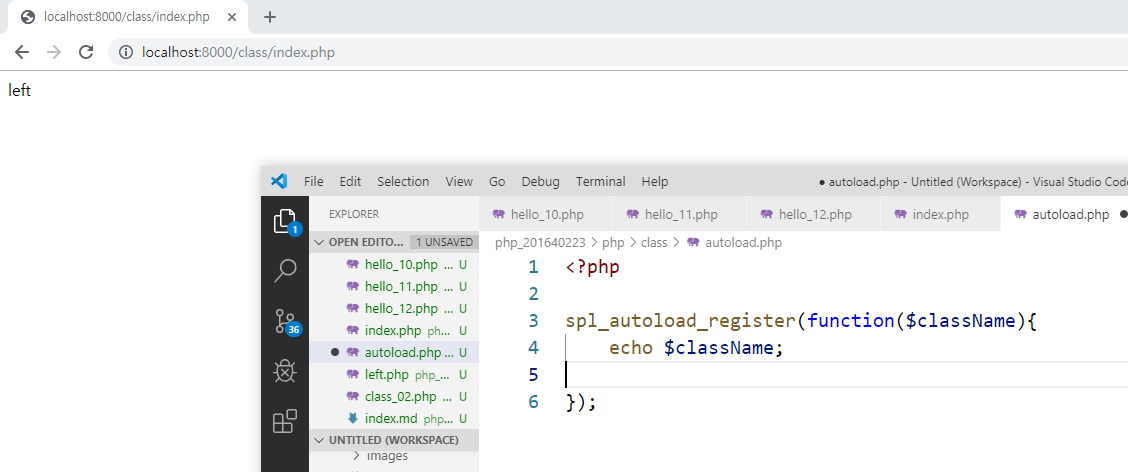 localhost:8000/class/index.php
localhost:8000/class/index.php
left
File Edit Selection View Go Debug Terminal Help ● autoload.php - Untitled (Workspace) - Visual Studio Code
EXPLORER hello_10.php hello_11.php hello_12.php index.php autoload.php
OPEN EDITO... 1 UNSAVED php_201640223 > php > class > autoload.php
hello_10.php ... U
hello_11.php ... U
hello_12.php ... U
index.php ph... U
autoload.php ... U
left.php php_... U
class_02.php ... U
index.md php... U
UNTITLED (WORKSPACE)
> images
1
36
1 <?php
2
3 spl_autoload_register(function($className){
4 echo $className;
5
6 });